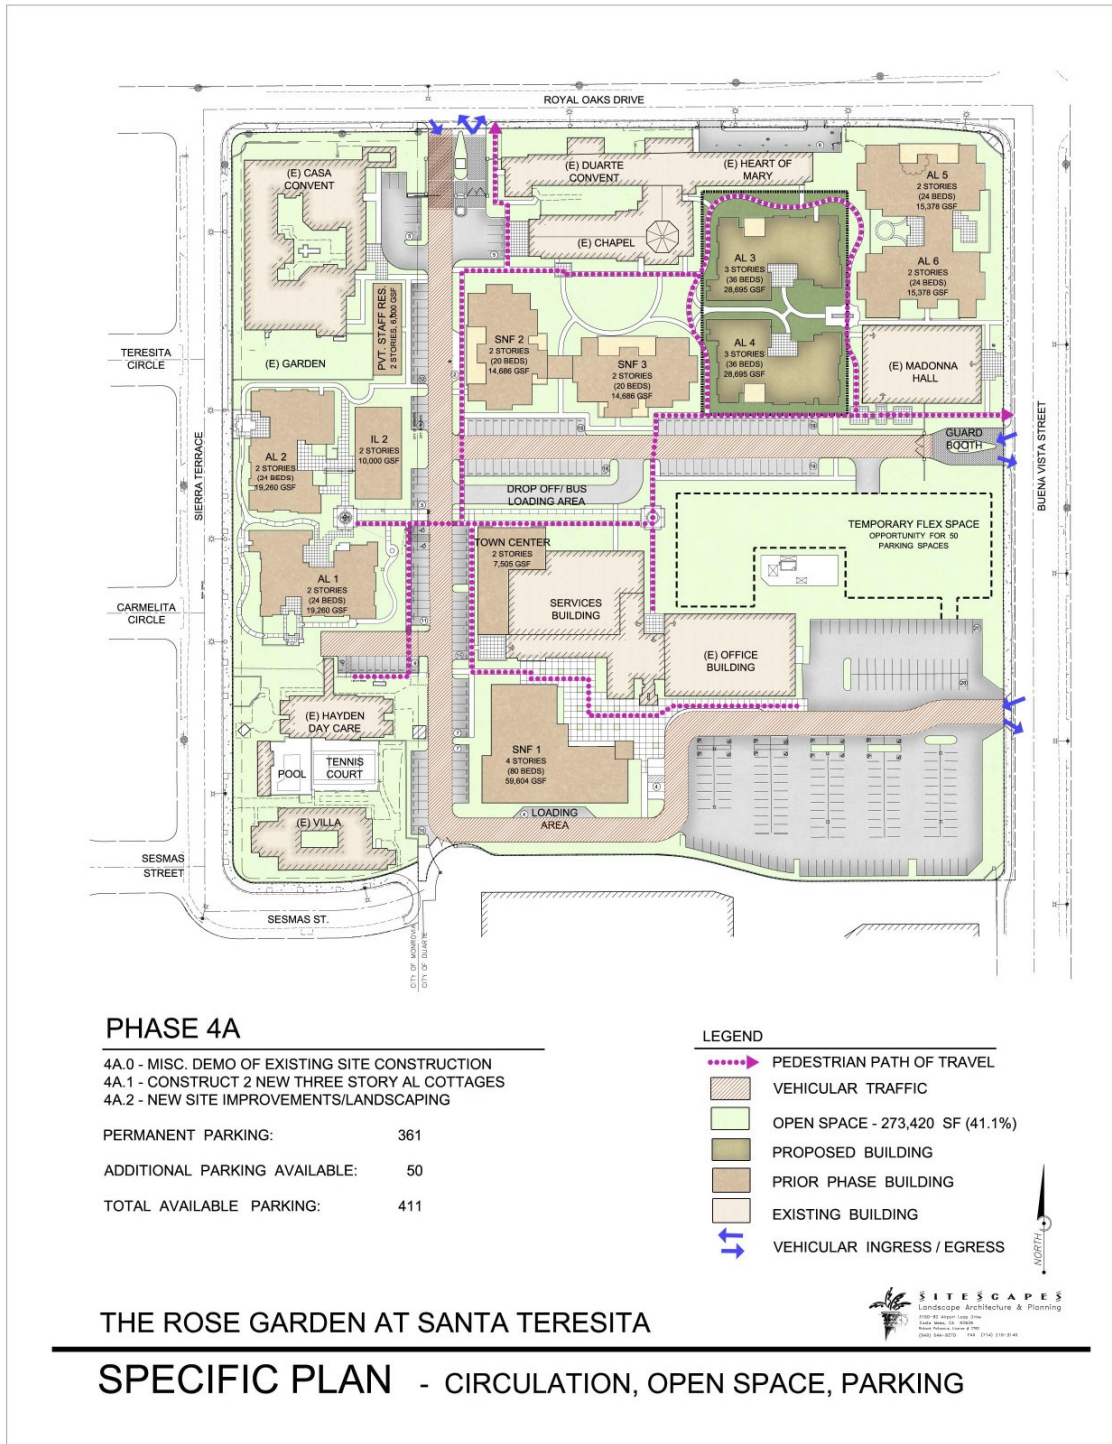 ROYAL OAKS DRIVE
(E) CASA
CONVENT
(E) DUARTE
CONVENT
(E) HEART OF
MARY
AL 5
2 STORIES
(24 BEDS)
15,378 GSF
(E) CHAPEL
AL 3
3 STORIES
(36 BEDS)
28,695 GSF
AL 6
2 STORIES
(24 BEDS)
15,378 GSF
PVT. STAFF RES.
2 STORIES, 8,000 GSF
TERESITA
CIRCLE
(E) GARDEN
SNF 2
2 STORIES
(20 BEDS)
14,686 GSF
SNF 3
2 STORIES
(20 BEDS)
14,686 GSF
AL 4
3 STORIES
(36 BEDS)
28,695 GSF
(E) MADONNA
HALL
SIERRA TERRACE
BUENA VISTA STREET
AL 2
2 STORIES
(24 BEDS)
19,260 GSF
IL 2
2 STORIES
10,000 GSF
GUARD
BOOTH
DROP OFF/ BUS
LOADING AREA
TEMPORARY FLEX SPACE
OPPORTUNITY FOR 50
PARKING SPACES
TOWN CENTER
2 STORIES
7,505 GSF
AL 1
2 STORIES
(24 BEDS)
19,260 GSF
CARMELITA
CIRCLE
SERVICES
BUILDING
(E) OFFICE
BUILDING
(E) HAYDEN
DAY CARE
SNF 1
4 STORIES
(80 BEDS)
59,604 GSF
POOL
TENNIS
COURT
LOADING
AREA
(E) VILLA
SESMAS
STREET
SESMAS ST.
CITY OF MONROVIA
CITY OF DUARTE
PHASE 4A
4A.0 - MISC. DEMO OF EXISTING SITE CONSTRUCTION
4A.1 - CONSTRUCT 2 NEW THREE STORY AL COTTAGES
4A.2 - NEW SITE IMPROVEMENTS/LANDSCAPING
PERMANENT PARKING: 361
ADDITIONAL PARKING AVAILABLE: 50
TOTAL AVAILABLE PARKING: 411
LEGEND
PEDESTRIAN PATH OF TRAVEL
VEHICULAR TRAFFIC
OPEN SPACE - 273,420 SF (41.1%)
PROPOSED BUILDING
PRIOR PHASE BUILDING
EXISTING BUILDING
VEHICULAR INGRESS / EGRESS
NORTH
SITESCAPES
Landscape Architecture & Planning
THE ROSE GARDEN AT SANTA TERESITA
SPECIFIC PLAN - CIRCULATION, OPEN SPACE, PARKING